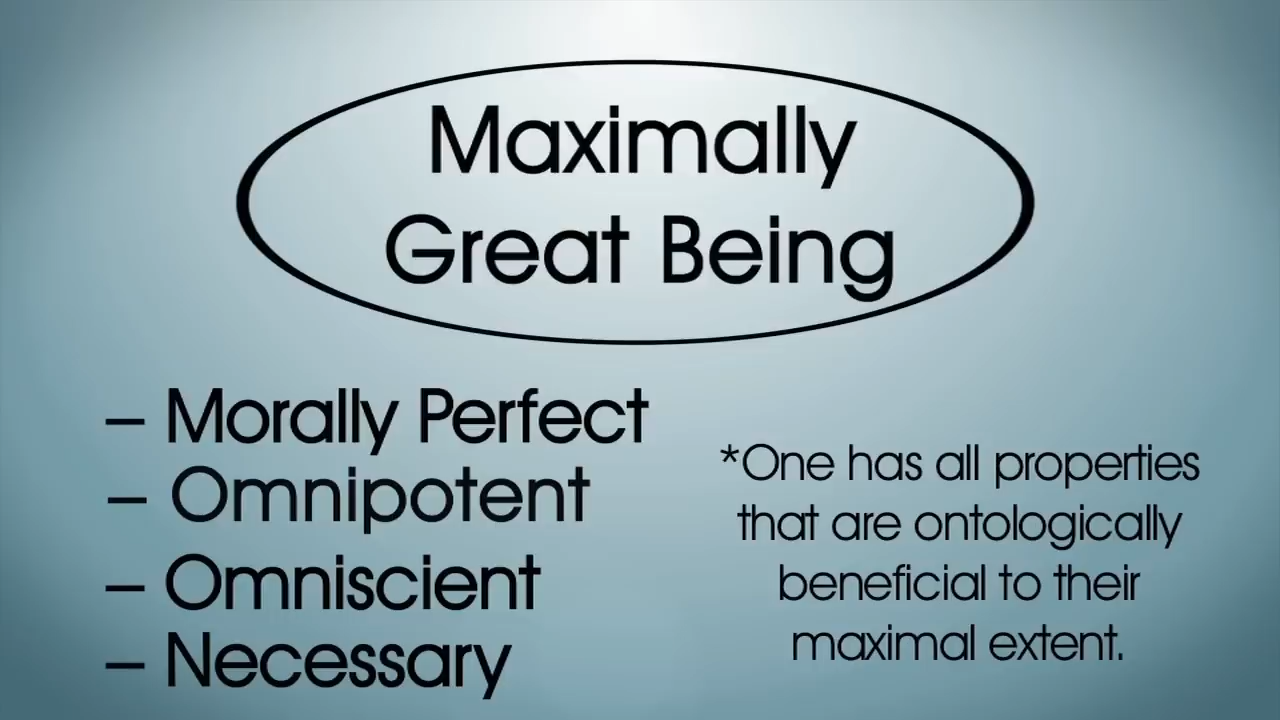 Maximally
Great Being
– Morally Perfect
– Omnipotent
– Omniscient
– Necessary
*One has all properties
that are ontologically
beneficial to their
maximal extent.